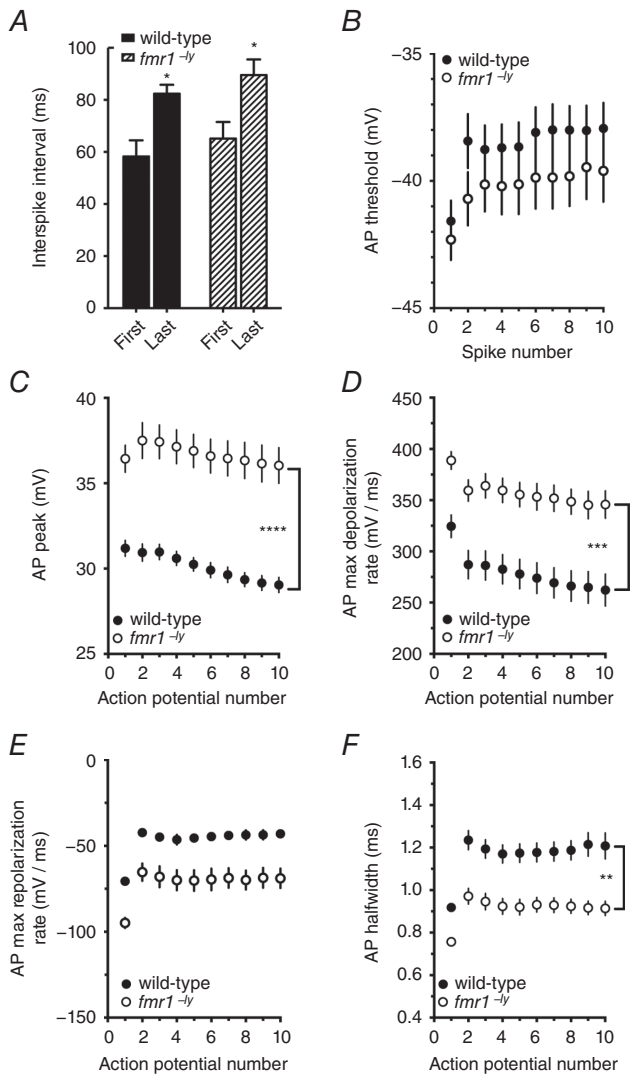 A
wild-type
fmr1 –/y
Interspike interval (ms)
100
80
60
40
20
0
*
*
First
Last
First
Last
B
wild-type
fmr1 –/y
AP threshold (mV)
−35
−40
−45
0 2 4 6 8 10
Spike number
C
AP peak (mV)
40
35
30
25
****
wild-type
fmr1 –/y
0 2 4 6 8 10
Action potential number
D
AP max depolarization
rate (mV / ms)
450
400
350
300
250
200
***
wild-type
fmr1 –/y
0 2 4 6 8 10
Action potential number
E
AP max repolarization
rate (mV / ms)
−0
−50
−100
−150
wild-type
fmr1 –/y
0 2 4 6 8 10
Action potential number
F
AP halfwidth (ms)
1.6
1.4
1.2
1.0
0.8
0.6
0.4
**
wild-type
fmr1 –/y
0 2 4 6 8 10
Action potential number